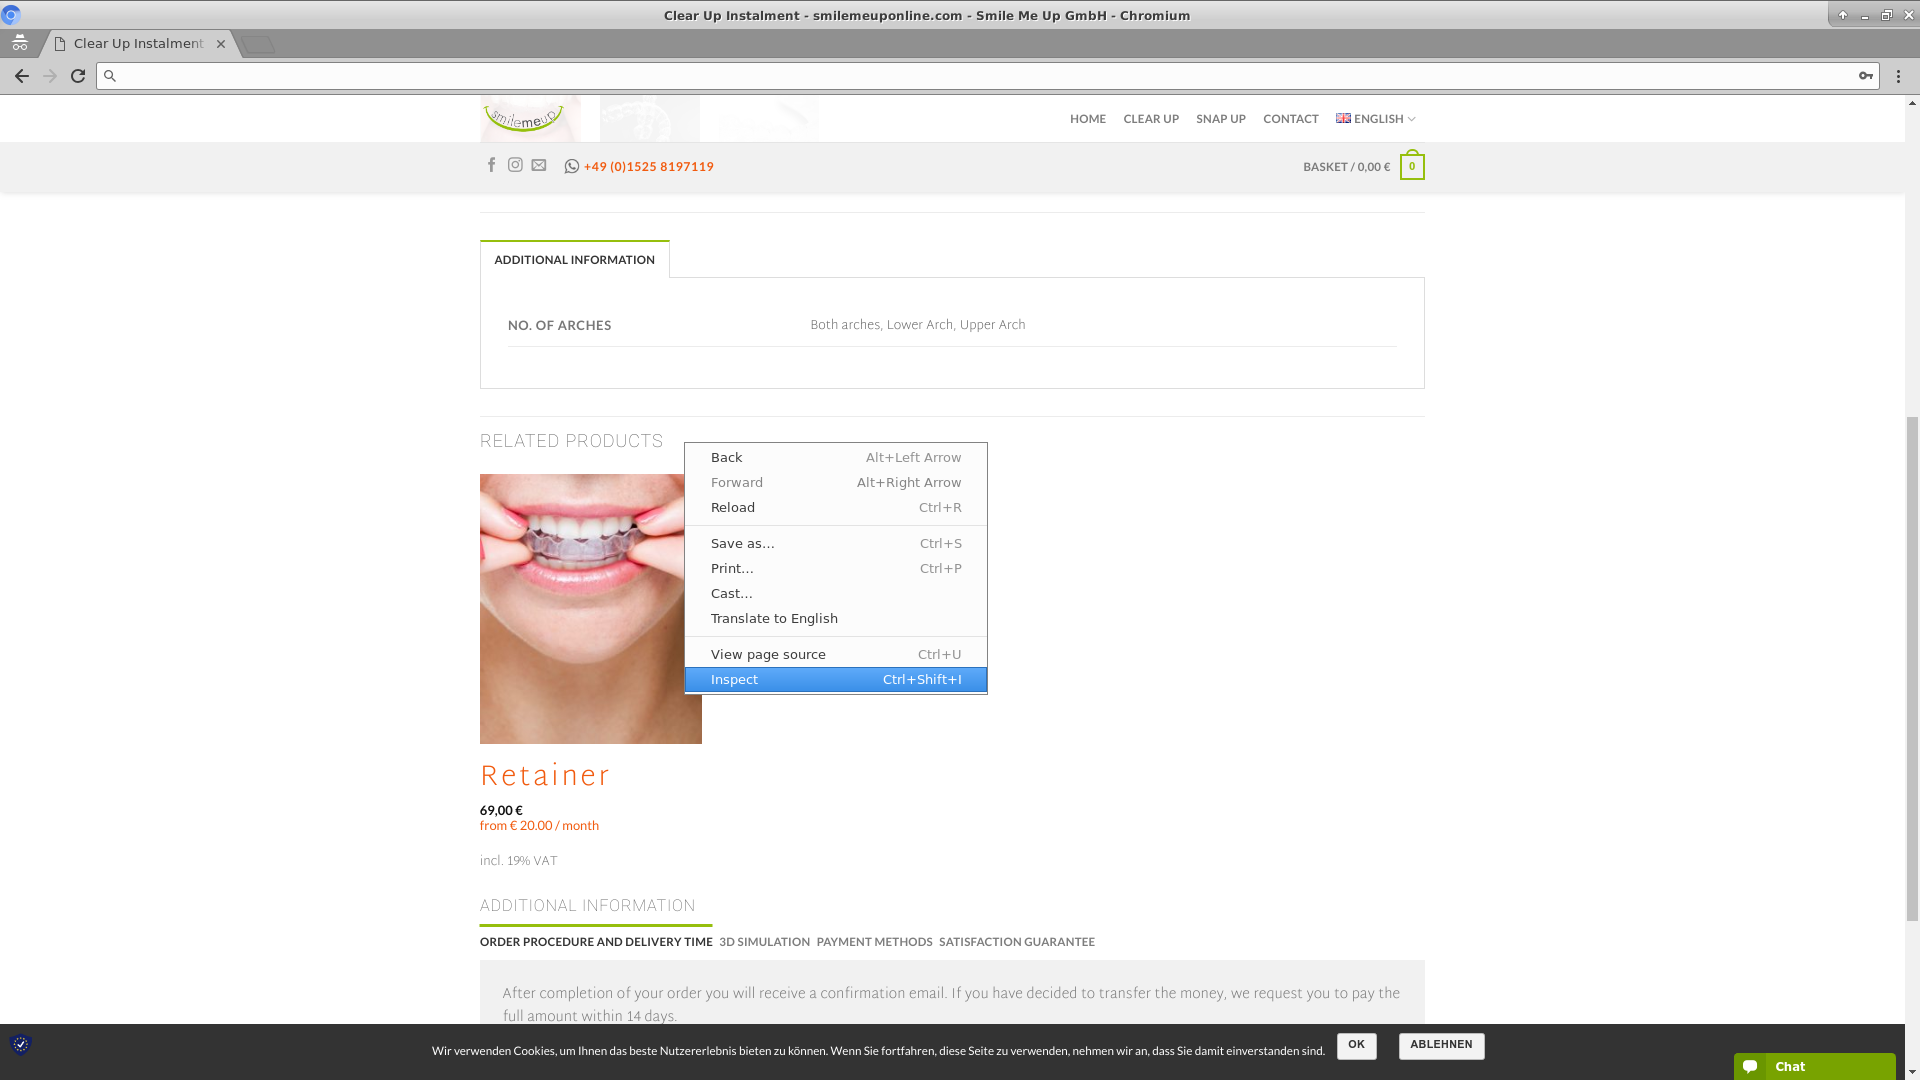 Clear Up Instalment - smilemeuponline.com - Smile Me Up GmbH - Chromium
Clear Up Instalment
smilemeup
HOME CLEAR UP SNAP UP CONTACT ENGLISH
+49 (0)1525 8197119
BASKET / 0,00 € 0
ADDITIONAL INFORMATION
NO. OF ARCHES Both arches, Lower Arch, Upper Arch
RELATED PRODUCTS
Back Alt+Left Arrow
Forward Alt+Right Arrow
Reload Ctrl+R
Save as... Ctrl+S
Print... Ctrl+P
Cast...
Translate to English
View page source Ctrl+U
Inspect Ctrl+Shift+I
Retainer
69,00 €
from € 20.00 / month
incl. 19% VAT
ADDITIONAL INFORMATION
ORDER PROCEDURE AND DELIVERY TIME 3D SIMULATION PAYMENT METHODS SATISFACTION GUARANTEE
After completion of your order you will receive a confirmation email. If you have decided to transfer the money, we request you to pay the
full amount within 14 days.
Wir verwenden Cookies, um Ihnen das beste Nutzererlebnis bieten zu können. Wenn Sie fortfahren, diese Seite zu verwenden, nehmen wir an, dass Sie damit einverstanden sind. OK ABLEHNEN
Chat